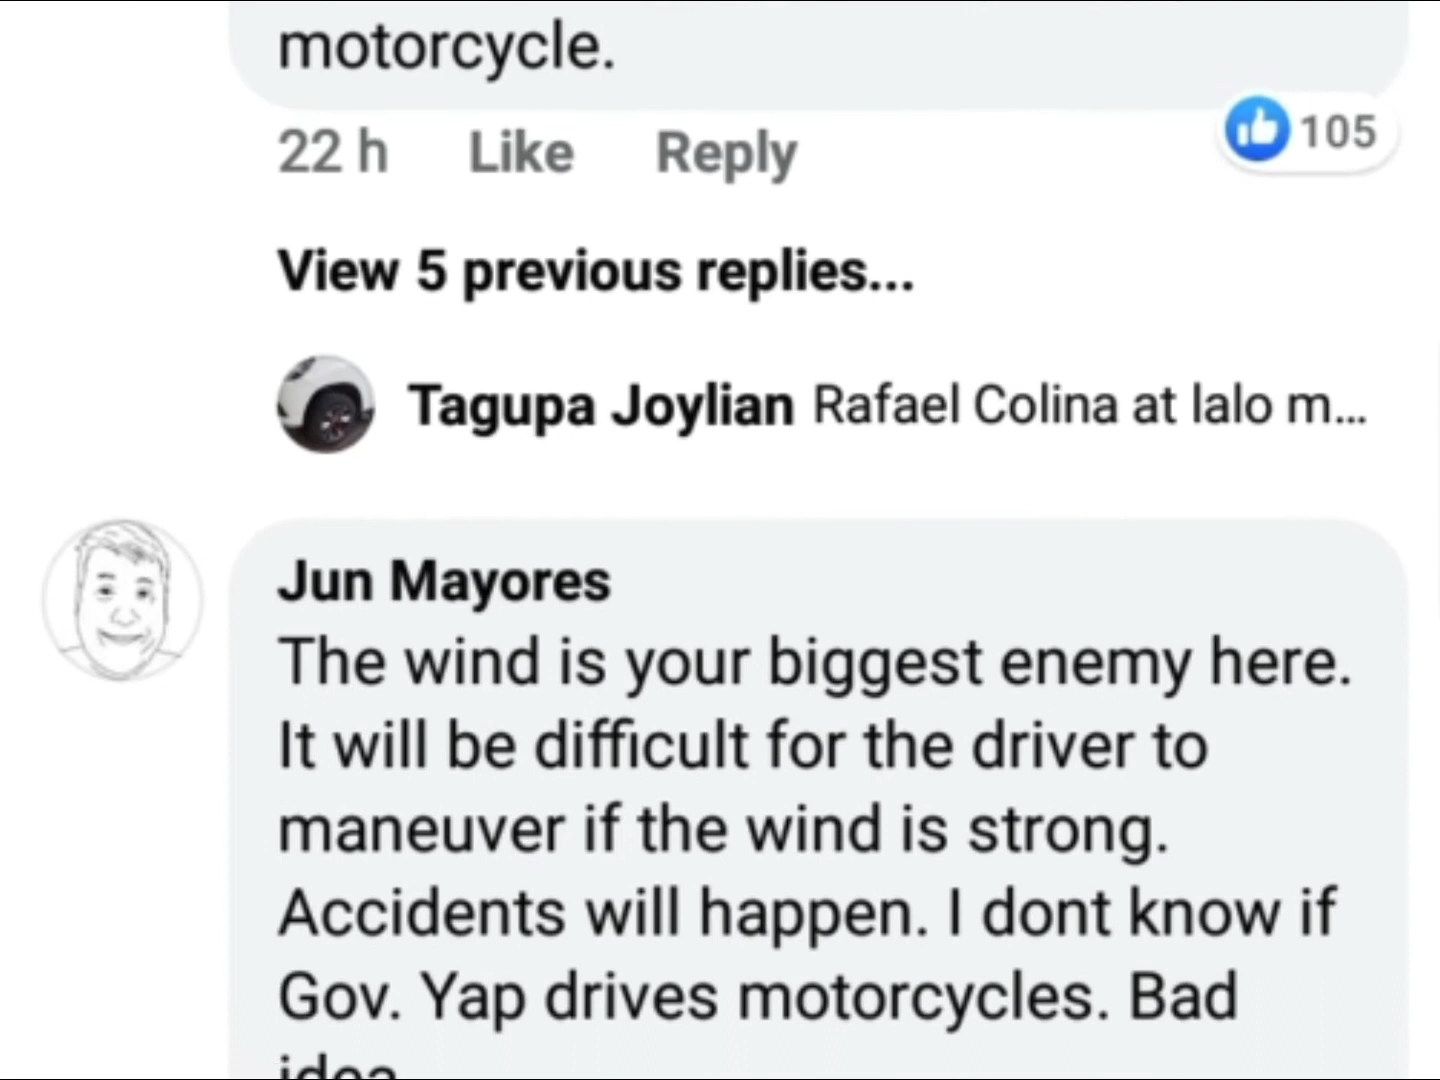 motorcycle.
22 h Like Reply 105
View 5 previous replies...
Tagupa Joylian Rafael Colina at lalo m...
Jun Mayores
The wind is your biggest enemy here.
It will be difficult for the driver to
maneuver if the wind is strong.
Accidents will happen. I dont know if
Gov. Yap drives motorcycles. Bad
idea